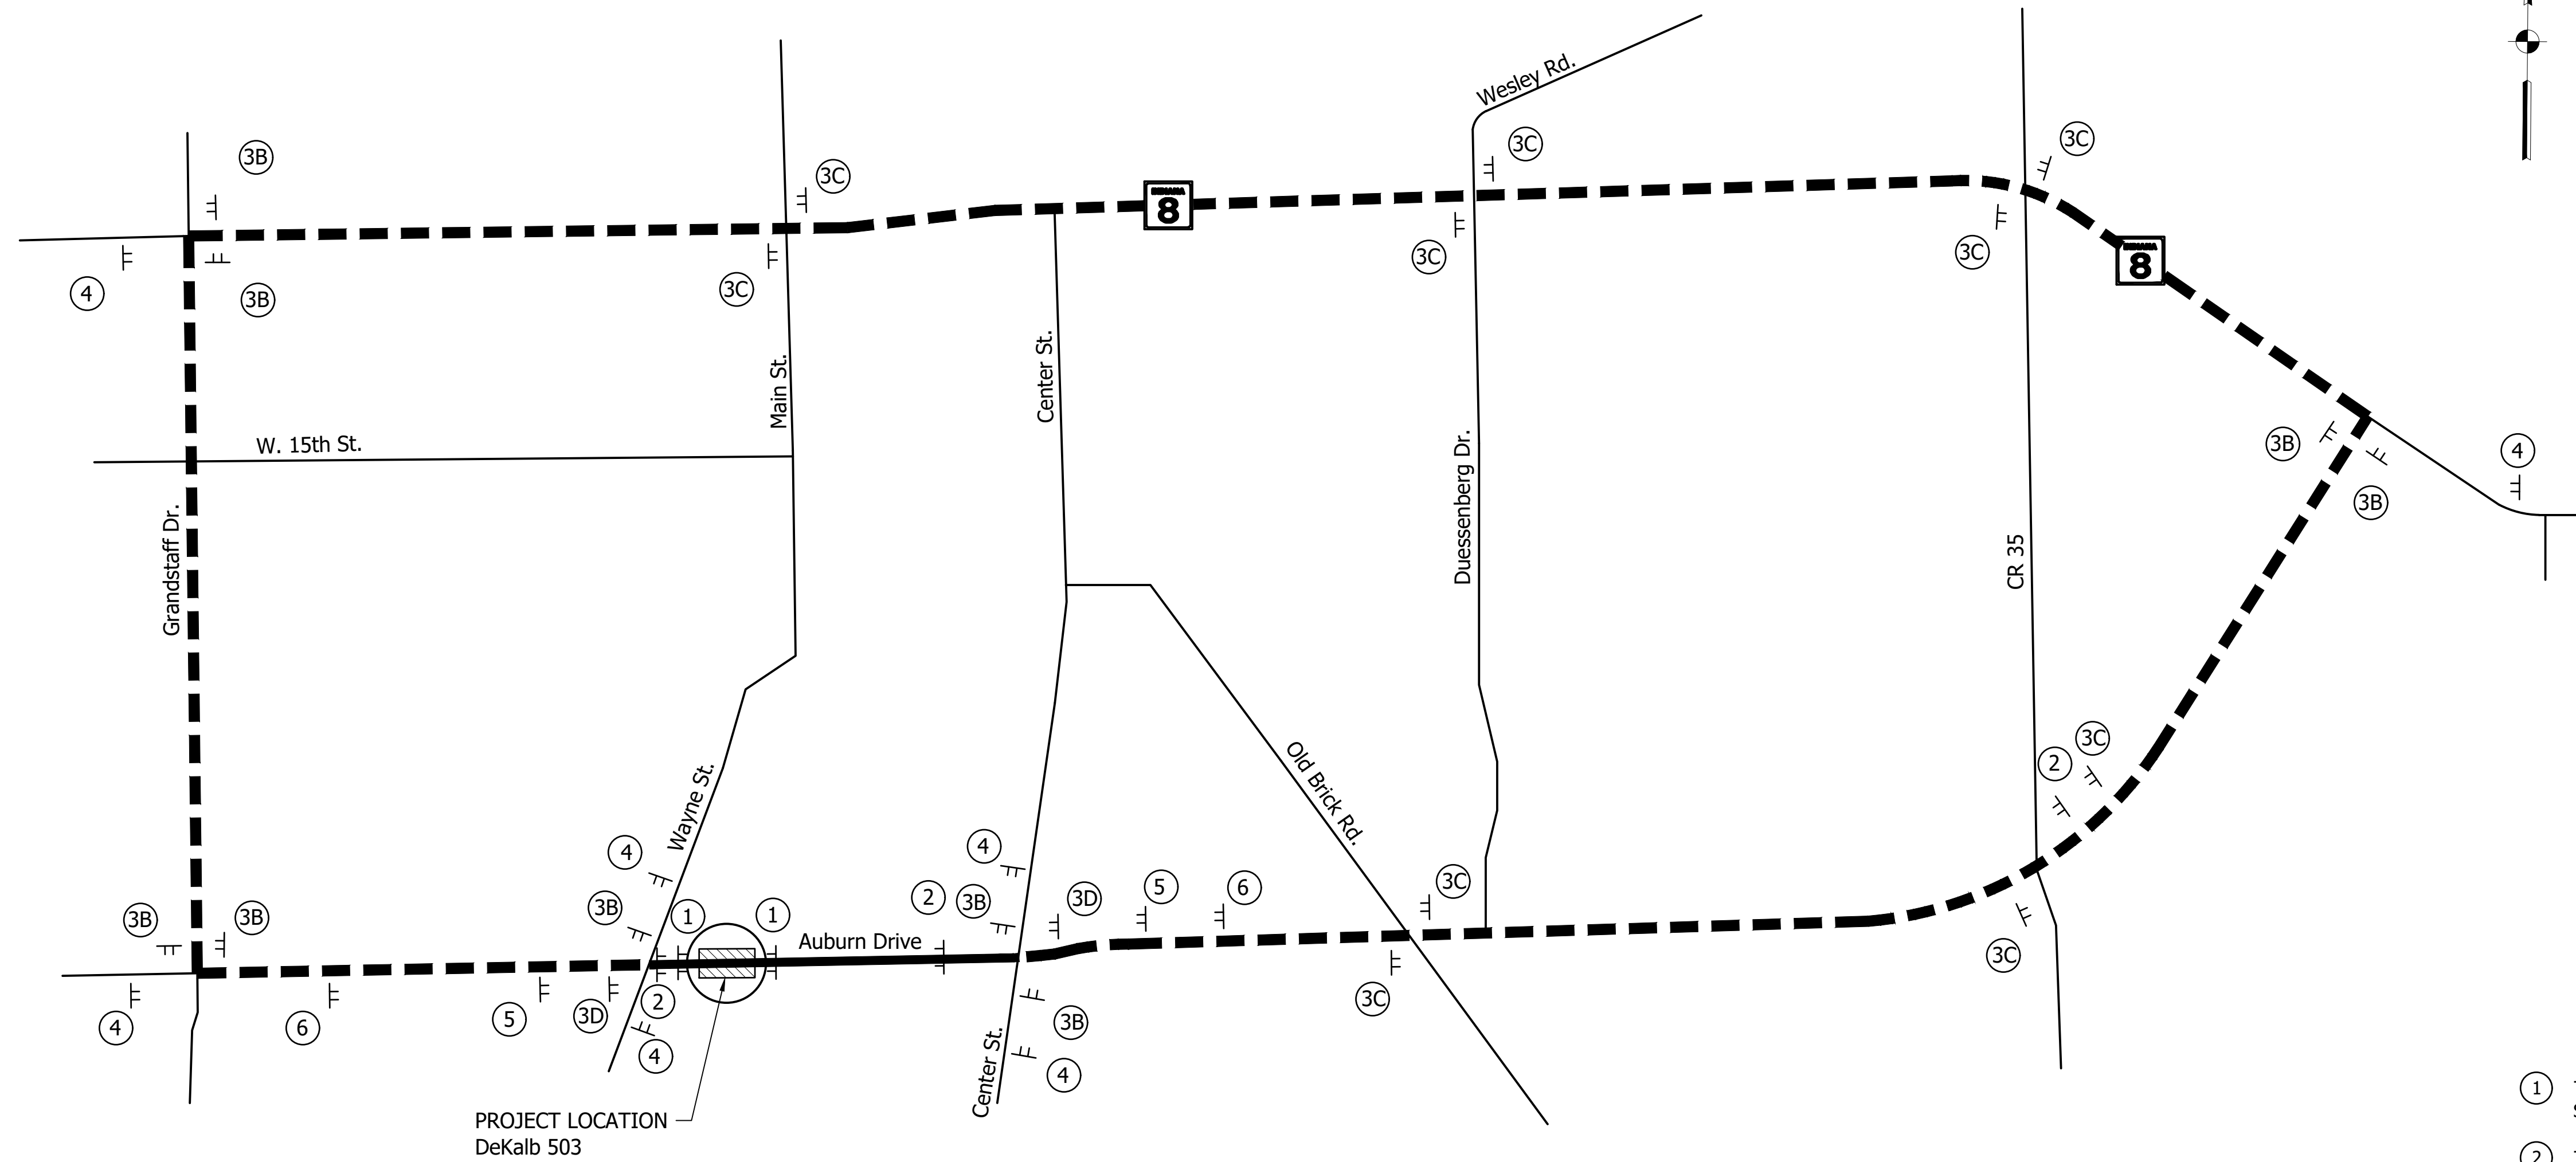 Wesley Rd.
3C
3C
3B
3C
INDIANA
8
3C
3C
INDIANA
8
4
3B
3C
Main St.
Center St.
Duessenberg Dr.
W. 15th St.
3B
4
3B
Grandstaff Dr.
CR 35
Old Brick Rd.
3C
2
Wayne St.
4
4
3B
3B
3B
1
1
2
3B
3D
5
6
3C
Auburn Drive
3C
4
6
5
3D
2
4
3B
3C
4
Center St.
PROJECT LOCATION
DeKalb 503
1
2